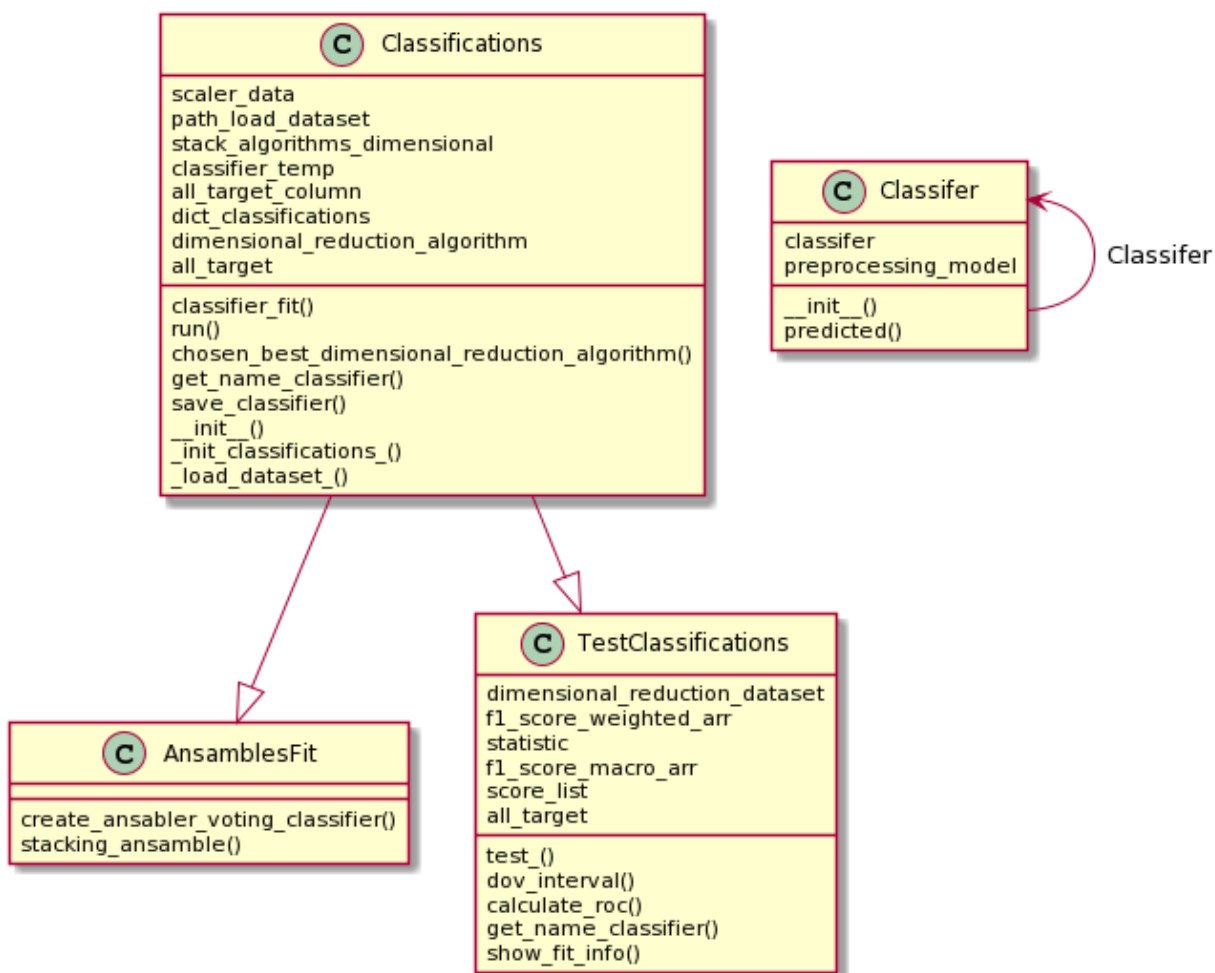 C Classifications
scaler_data
path_load_dataset
stack_algorithms_dimensional
classifier_temp
all_target_column
dict_classifications
dimensional_reduction_algorithm
all_target
classifier_fit()
run()
chosen_best_dimensional_reduction_algorithm()
get_name_classifier()
save_classifier()
__init__()
_init_classifications_()
_load_dataset_()
C Classifer
classifer
preprocessing_model
__init__()
predicted()
Classifer
C AnsamblesFit
create_ansabler_voting_classifier()
stacking_ansamble()
C TestClassifications
dimensional_reduction_dataset
f1_score_weighted_arr
statistic
f1_score_macro_arr
score_list
all_target
test_()
dov_interval()
calculate_roc()
get_name_classifier()
show_fit_info()